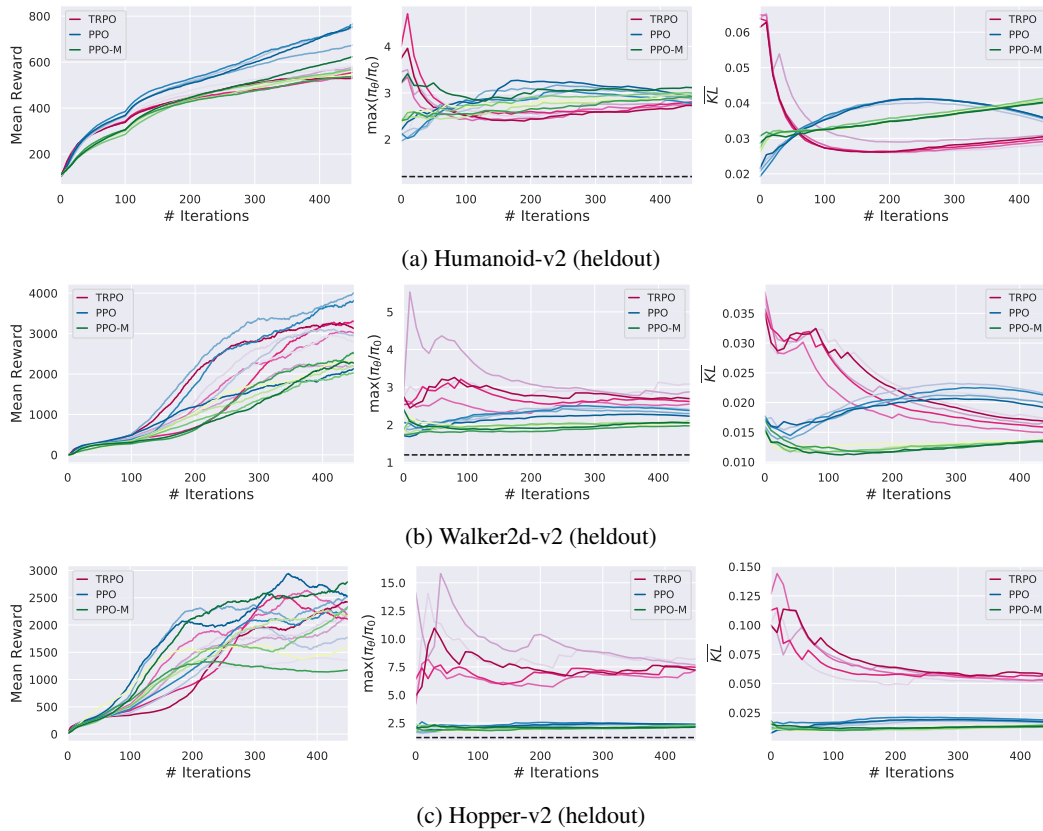 800
600
400
200
0 100 200 300 400
# Iterations
Mean Reward
TRPO
PPO
PPO-M
4
3
2
0 100 200 300 400
# Iterations
max(πθ/π0)
TRPO
PPO
PPO-M
0.06
0.05
0.04
0.03
0.02
0 100 200 300 400
# Iterations
KL
TRPO
PPO
PPO-M
(a) Humanoid-v2 (heldout)
4000
3000
2000
1000
0
0 100 200 300 400
# Iterations
Mean Reward
TRPO
PPO
PPO-M
5
4
3
2
1
0 100 200 300 400
# Iterations
max(πθ/π0)
TRPO
PPO
PPO-M
0.035
0.030
0.025
0.020
0.015
0.010
0 100 200 300 400
# Iterations
KL
TRPO
PPO
PPO-M
(b) Walker2d-v2 (heldout)
3000
2500
2000
1500
1000
500
0
0 100 200 300 400
# Iterations
Mean Reward
TRPO
PPO
PPO-M
15.0
12.5
10.0
7.5
5.0
2.5
0 100 200 300 400
# Iterations
max(πθ/π0)
TRPO
PPO
PPO-M
0.150
0.125
0.100
0.075
0.050
0.025
0 100 200 300 400
# Iterations
KL
TRPO
PPO
PPO-M
(c) Hopper-v2 (heldout)